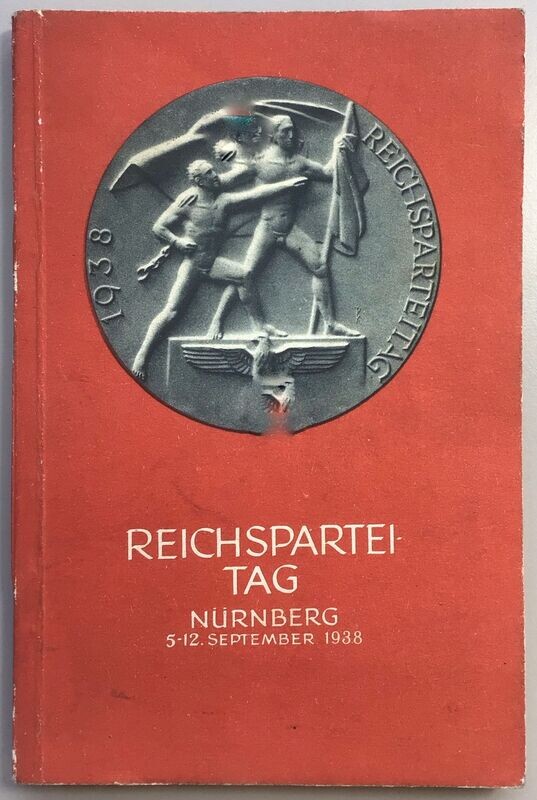 1938
REICHSPARTEITAG
REICHSPARTEI-
TAG
NÜRNBERG
5-12. SEPTEMBER 1938